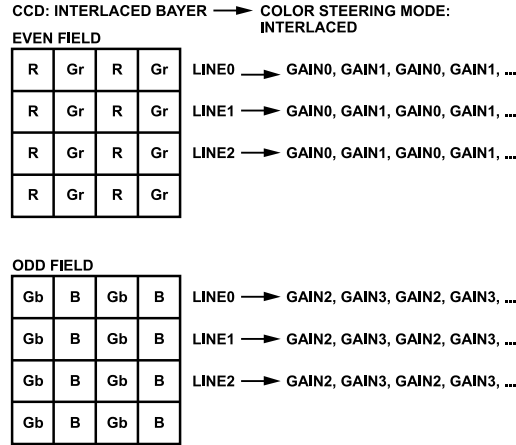 CCD: INTERLACED BAYER COLOR STEERING MODE:
INTERLACED
EVEN FIELD
R Gr R Gr LINE0 GAIN0, GAIN1, GAIN0, GAIN1, ...
R Gr R Gr LINE1 GAIN0, GAIN1, GAIN0, GAIN1, ...
R Gr R Gr LINE2 GAIN0, GAIN1, GAIN0, GAIN1, ...
R Gr R Gr
ODD FIELD
Gb B Gb B LINE0 GAIN2, GAIN3, GAIN2, GAIN3, ...
Gb B Gb B LINE1 GAIN2, GAIN3, GAIN2, GAIN3, ...
Gb B Gb B LINE2 GAIN2, GAIN3, GAIN2, GAIN3, ...
Gb B Gb B